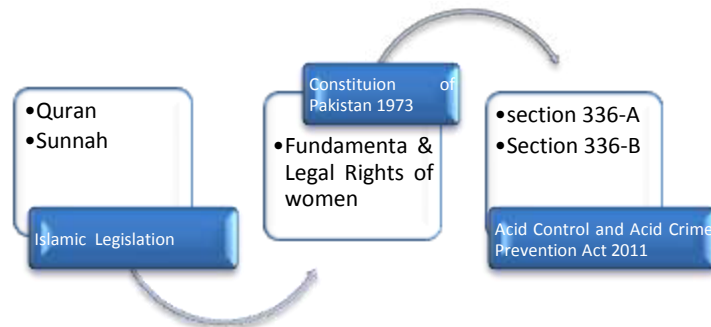 •Quran
•Sunnah
Islamic Legislation
Constituion of
Pakistan 1973
•Fundamenta &
Legal Rights of
women
•section 336-A
•Section 336-B
Acid Control and Acid Crime
Prevention Act 2011